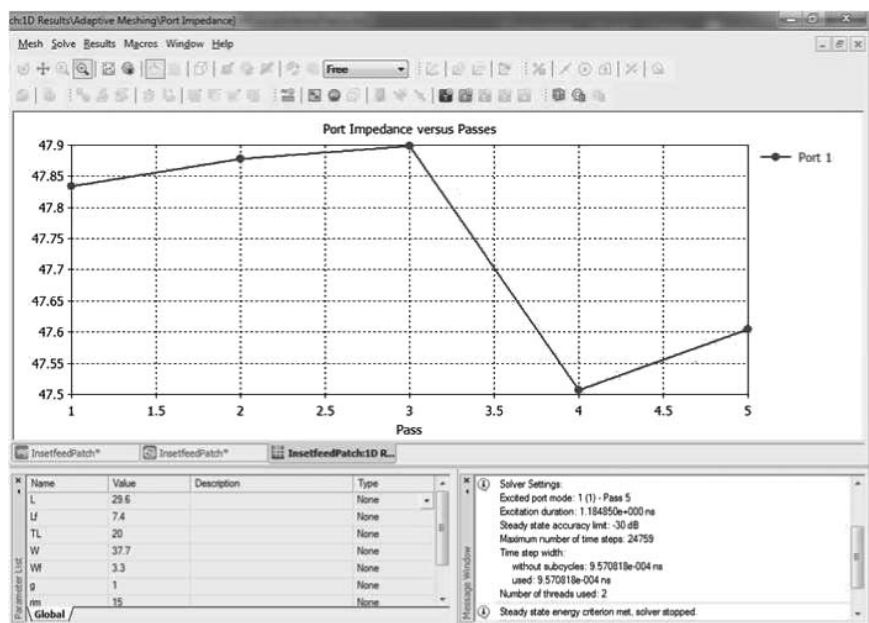 ch:1D Results\Adaptive Meshing\Port Impedance]
Mesh Solve Results Macros Window Help
Free
Port Impedance versus Passes
47.9
47.85
47.8
47.75
47.7
47.65
47.6
47.55
47.5
1 1.5 2 2.5 3 3.5 4 4.5 5
Pass
Port 1
InsetfeedPatch* InsetfeedPatch* InsetfeedPatch:1D R...
Parameter List
Name Value Description Type
L 29.6 None
Lf 7.4 None
TL 20 None
W 37.7 None
Wf 3.3 None
g 1 None
rm 15 None
Global
Message Window
Solver Settings:
Excited port mode: 1 (1) - Pass 5
Excitation duration: 1.184850e+000 ns
Steady state accuracy limit: -30 dB
Maximum number of time steps: 24759
Time step width:
without subcycles: 9.570818e-004 ns
used: 9.570818e-004 ns
Number of threads used: 2
Steady state energy criterion met, solver stopped.